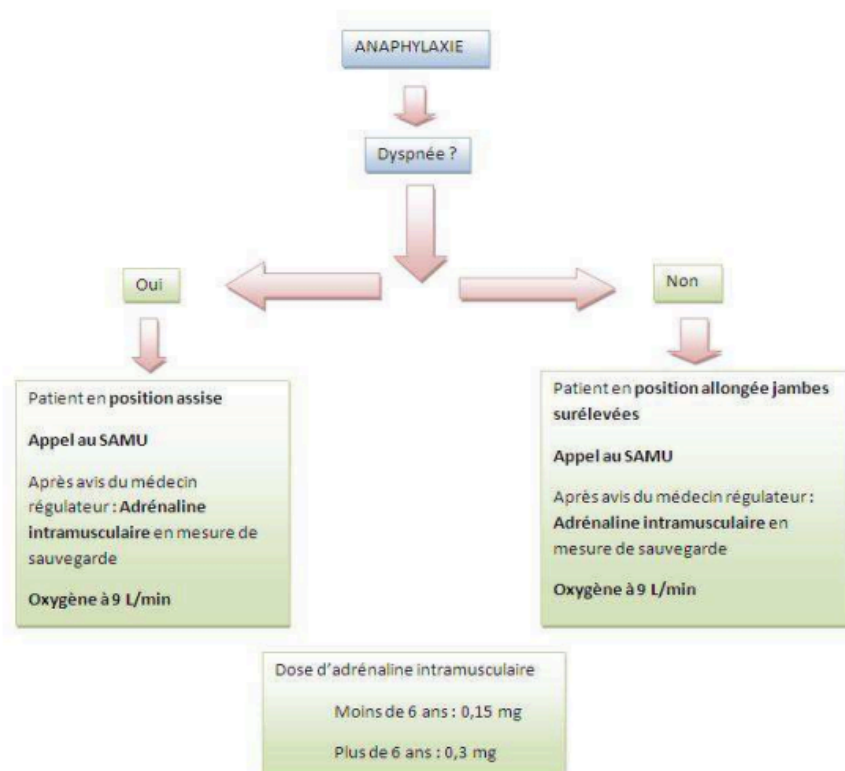 ANAPHYLAXIE
Dyspnée ?
Oui
Non
Patient en position assise
Appel au SAMU
Après avis du médecin
régulateur : Adrénaline
intramusculaire en mesure de
sauvegarde
Oxygène à 9 L/min
Patient en position allongée jambes
surélevées
Appel au SAMU
Après avis du médecin régulateur :
Adrénaline intramusculaire en
mesure de sauvegarde
Oxygène à 9 L/min
Dose d'adrénaline intramusculaire
Moins de 6 ans : 0,15 mg
Plus de 6 ans : 0,3 mg